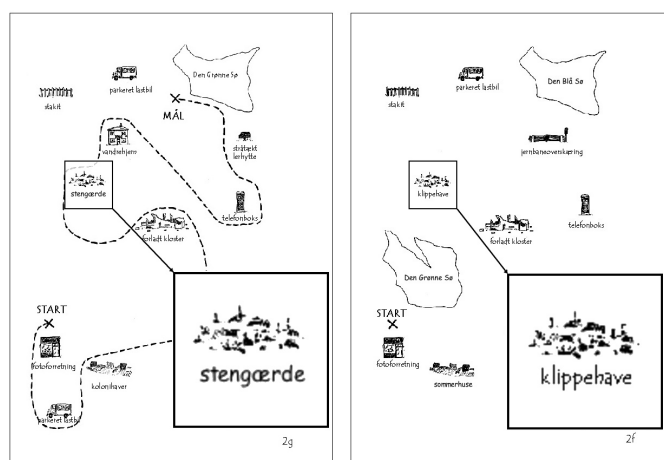 Den Grønne Sø
parkeret lastbil
stakit
MÅL
vandrehjem
stråtækt
lerhytte
stengærde
telefonboks
forladt kloster
START
fotoforretning
kolonihaver
stengærde
parkeret lastbil
2g
Den Blå Sø
parkeret lastbil
stakit
jernbaneoverskæring
klippehave
telefonboks
forladt kloster
Den Grønne Sø
START
fotoforretning
sommerhuse
klippehave
2f